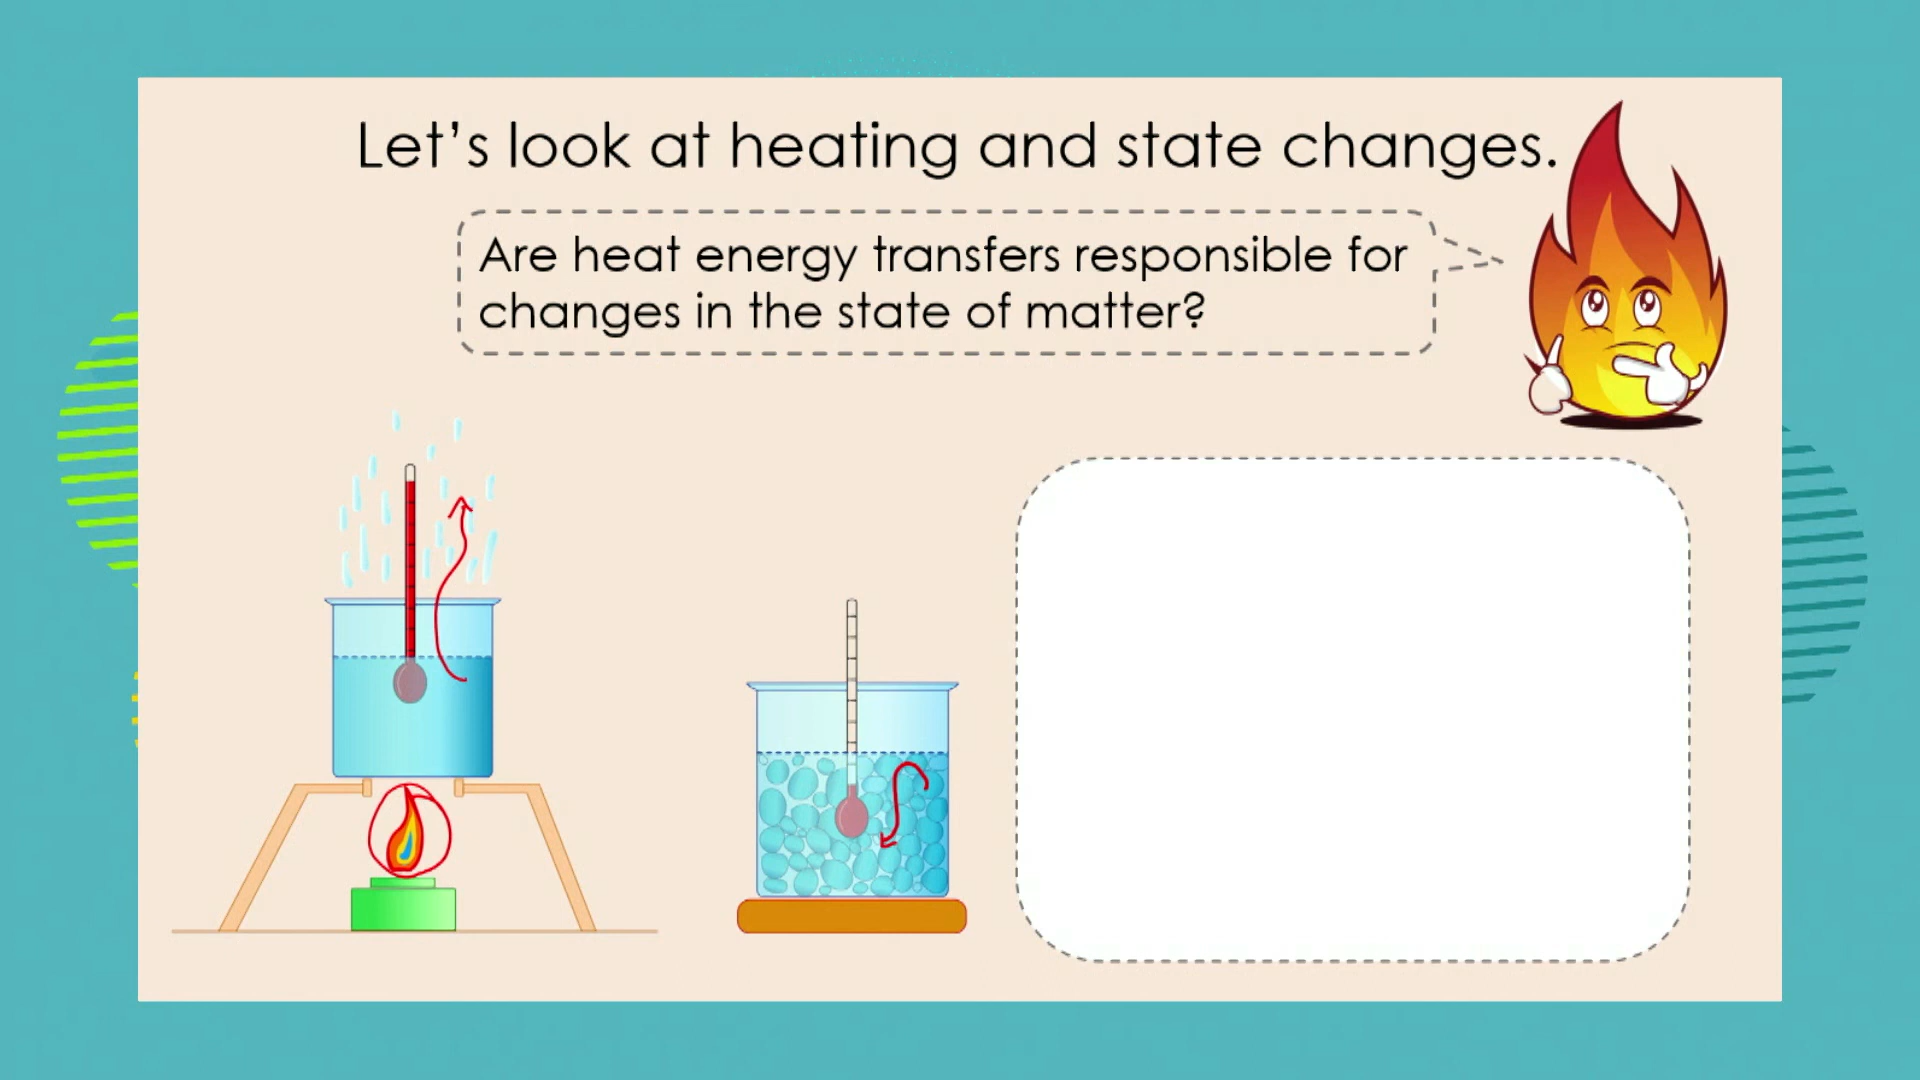 Let's look at heating and state changes.
Are heat energy transfers responsible for
changes in the state of matter?